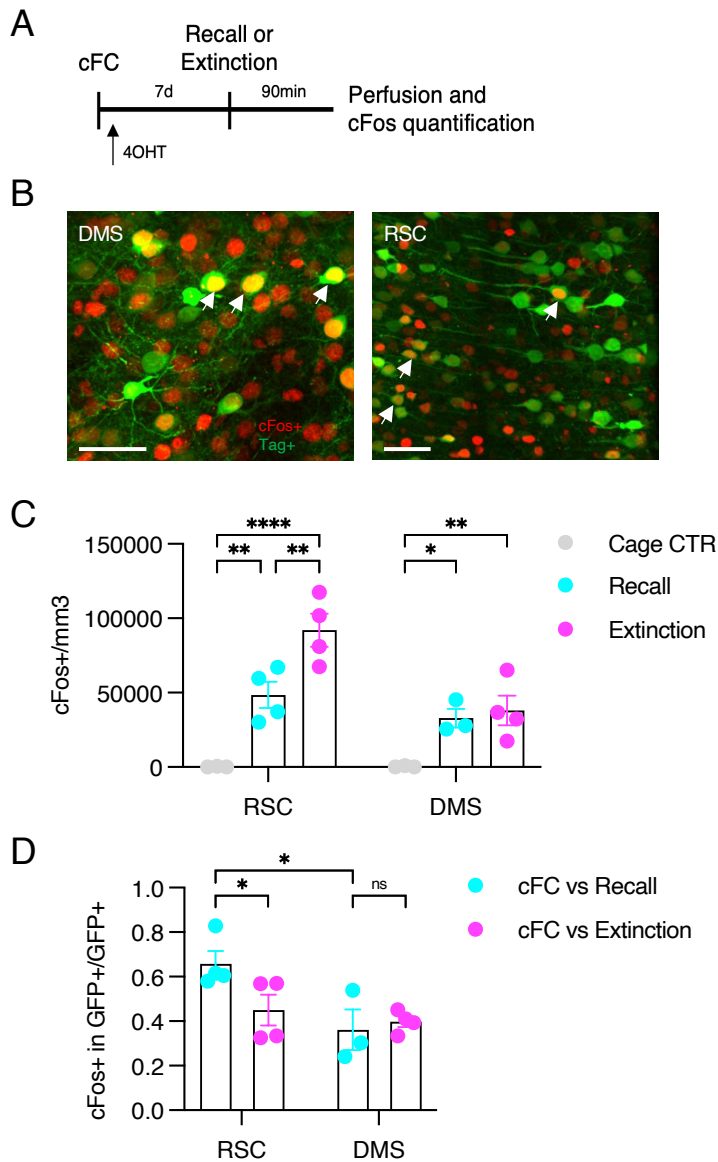 A
Recall or
cFC Extinction
7d 90min
Perfusion and
cFos quantification
4OHT
B
DMS RSC
cFos+
Tag+
C
**** **
** ** *
150000
100000
50000
0
cFos+/mm3
RSC DMS
Cage CTR
Recall
Extinction
D
*
* ns
1.0
0.8
0.6
0.4
0.2
0.0
cFos+ in GFP+/GFP+
RSC DMS
cFC vs Recall
cFC vs Extinction